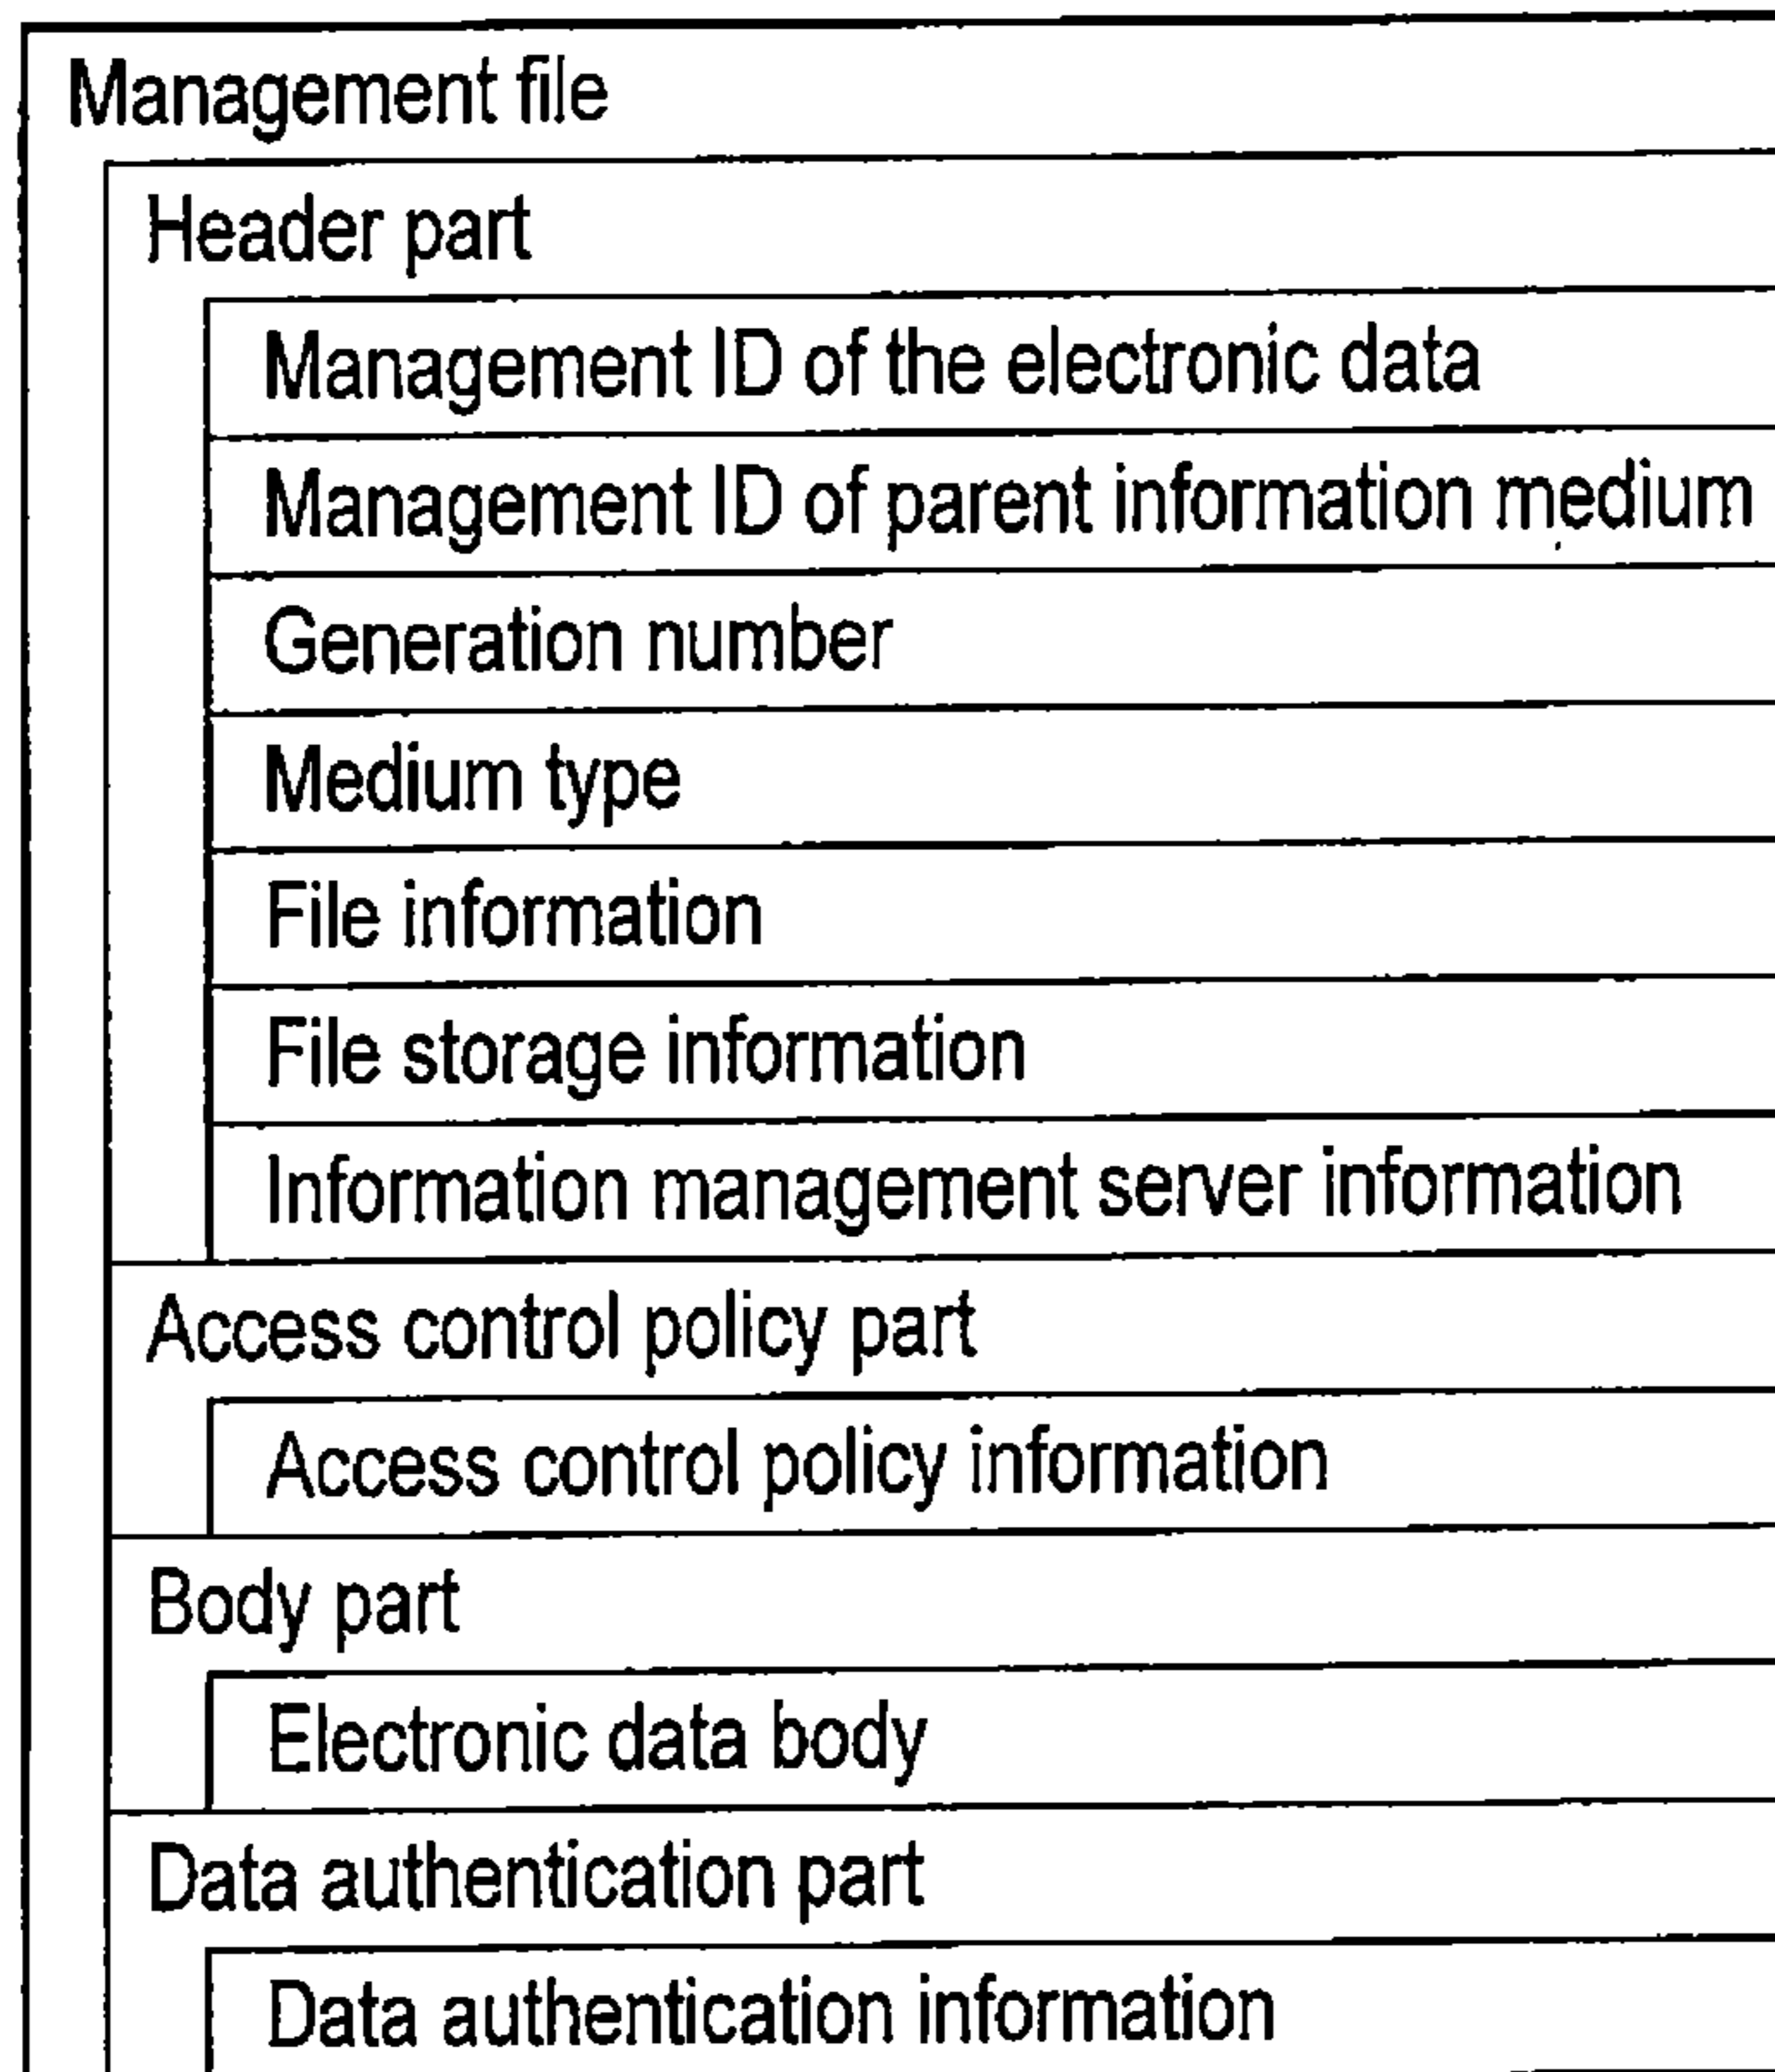 Management file
Header part
Management ID of the electronic data
Management ID of parent information medium
Generation number
Medium type
File information
File storage information
Information management server information
Access control policy part
Access control policy information
Body part
Electronic data body
Data authentication part
Data authentication information